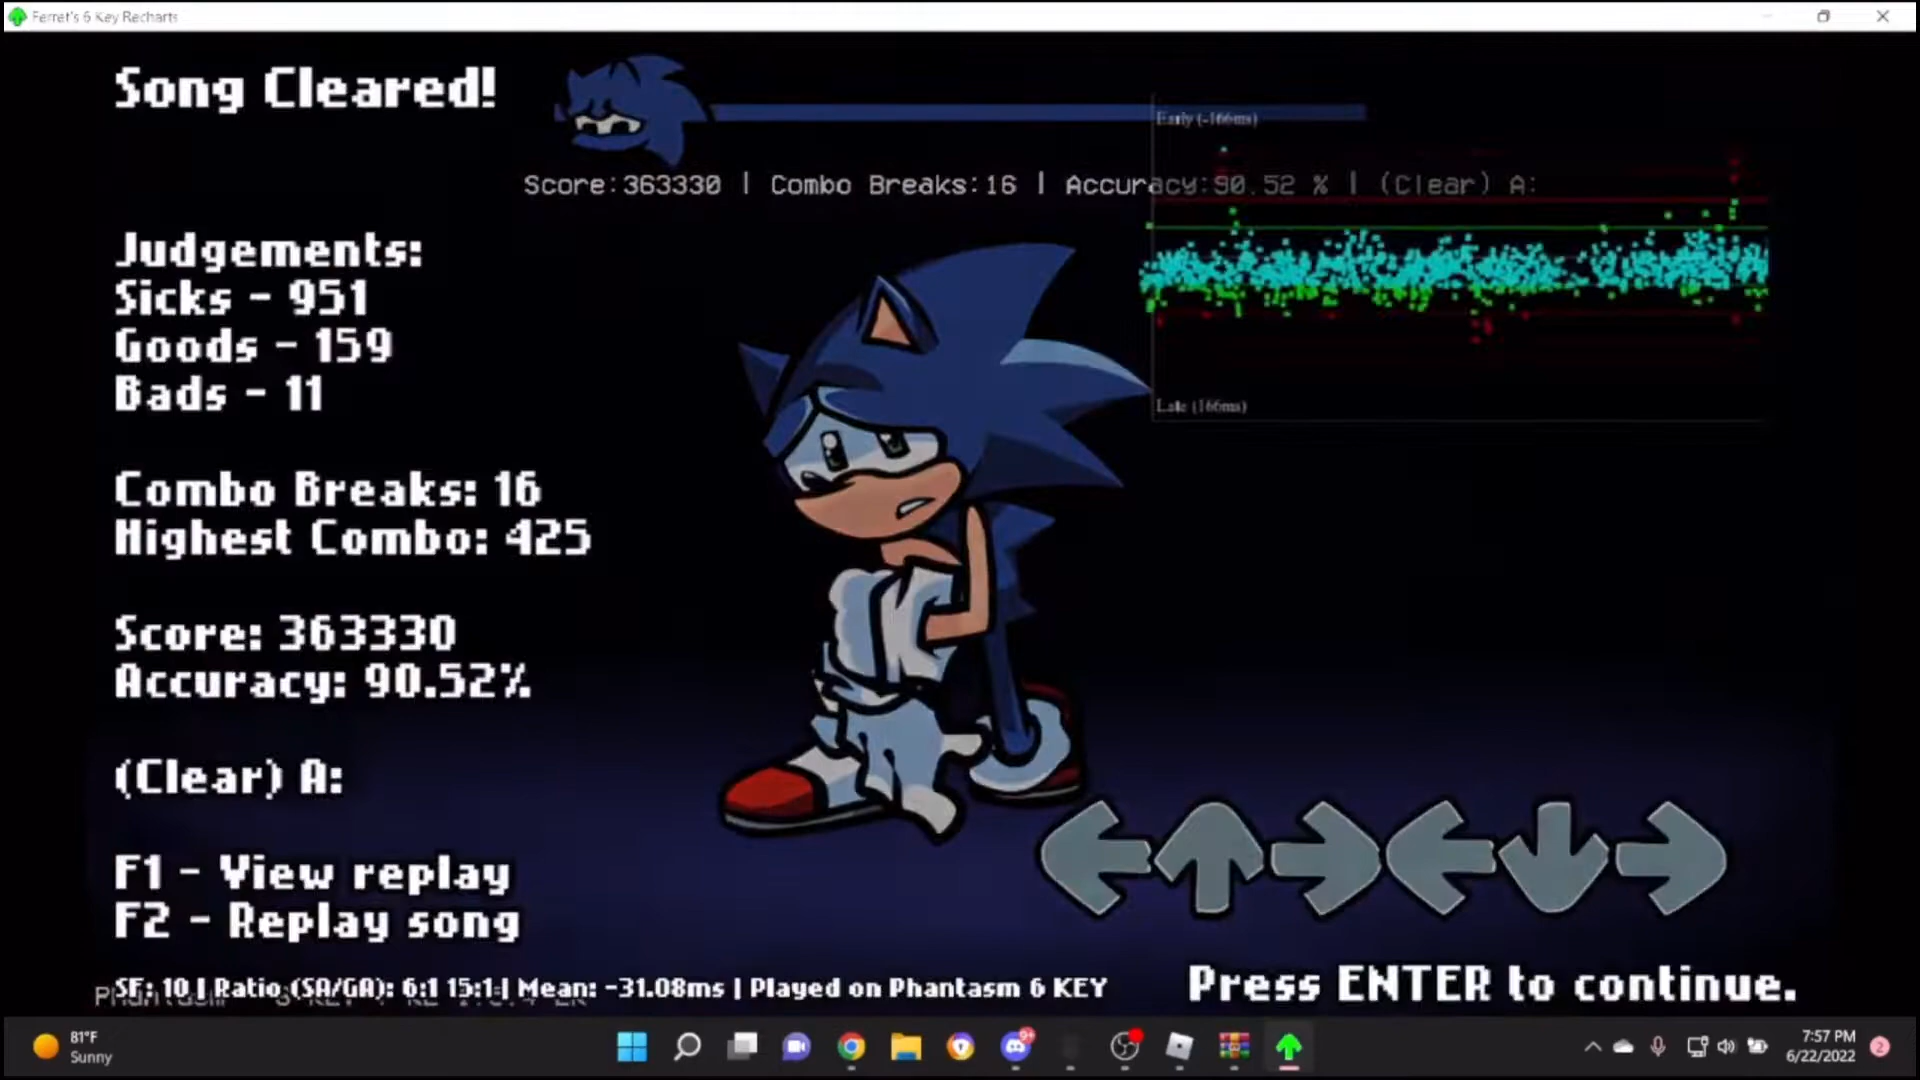 Ferret's 6 Key Recharts
Song Cleared!
Early (-166ms)
Score:363330 | Combo Breaks:16 | Accuracy:90.52 % | (Clear) A:
Judgements:
Sicks - 951
Goods - 159
Bads - 11
Late (166ms)
Combo Breaks: 16
Highest Combo: 425
Score: 363330
Accuracy: 90.52%
(Clear) A:
F1 - View replay
F2 - Replay song
SF: 10 | Ratio (SA/GA): 6:1 15:1 | Mean: -31.08ms | Played on Phantasm 6 KEY
Press ENTER to continue.
81°F
Sunny
9+
7:57 PM
6/22/2022
2